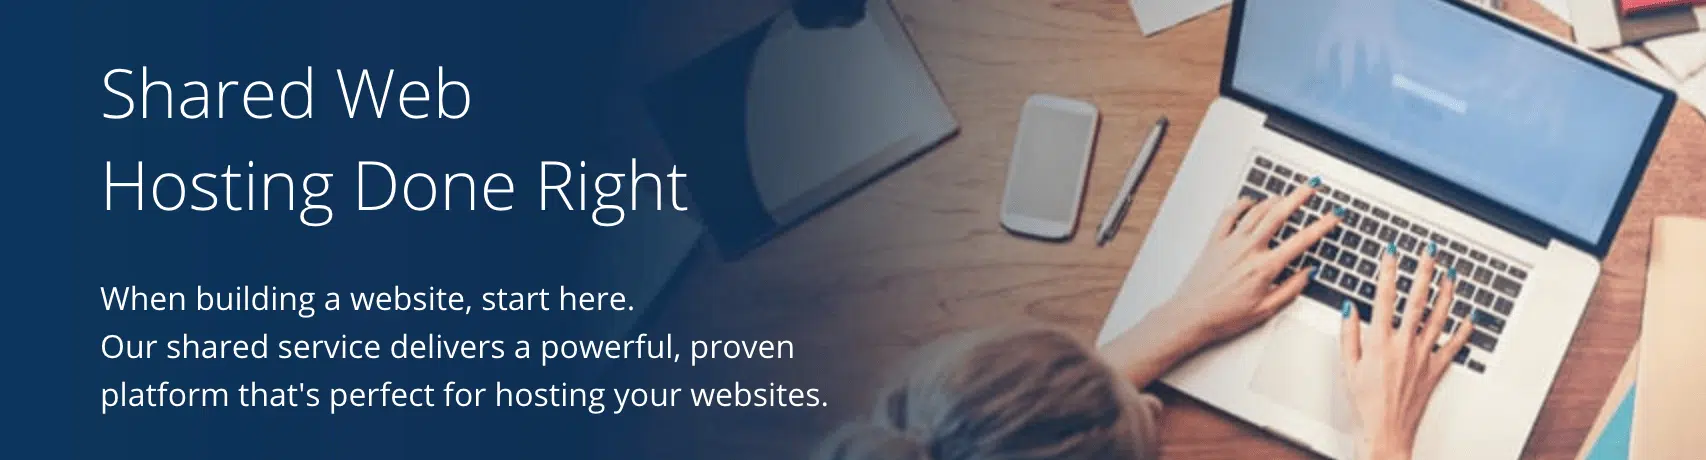 Shared Web
Hosting Done Right
When building a website, start here.
Our shared service delivers a powerful, proven
platform that's perfect for hosting your websites.